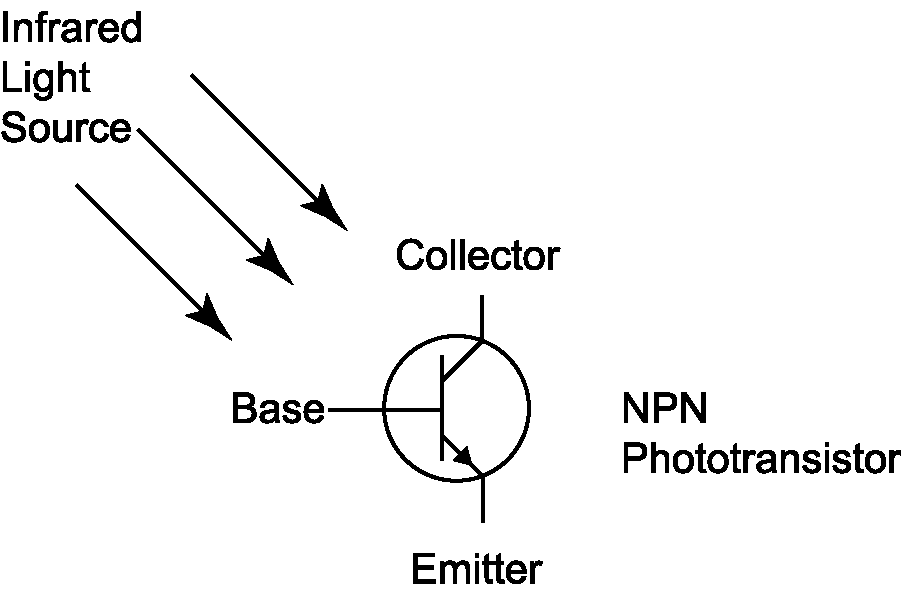 Infrared
Light
Source
Collector
Base
NPN
Phototransistor
Emitter